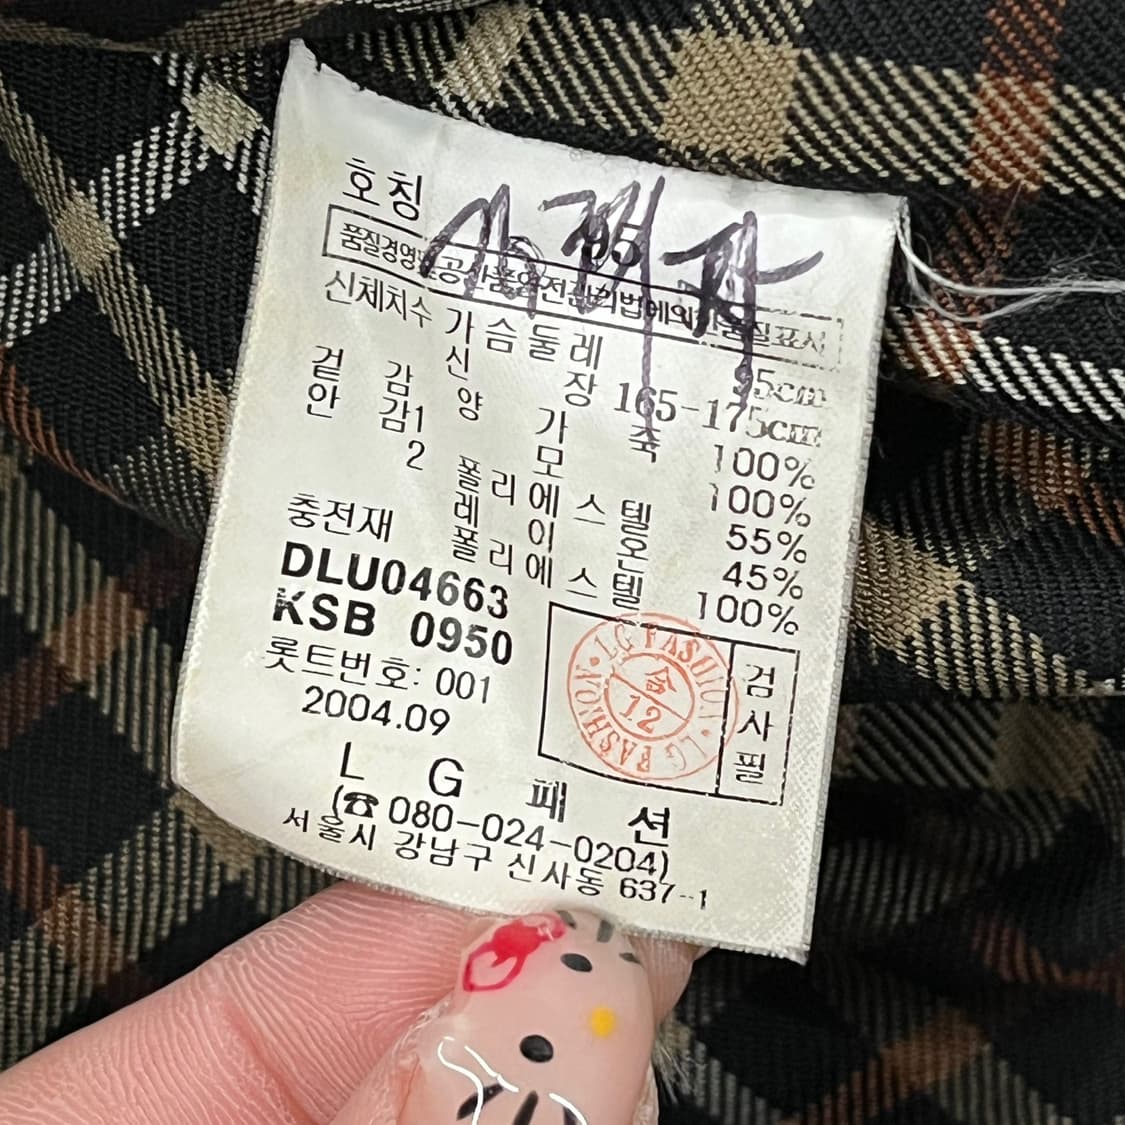 호칭
품질경영및공산품안전관리법에의한품질표시
신체치수 가슴둘레 95cm
신장 165-175cm
겉감 양가죽 100%
안감1 모 100%
2 폴리에스텔 55%
레이온 45%
충전재 폴리에스텔 100%
DLU04663
KSB 0950
롯트번호: 001
2004.09
LG FASHION · LG FASHION ·
合
12
검사필
LG패션
(☎080-024-0204)
서울시 강남구 신사동 637-1